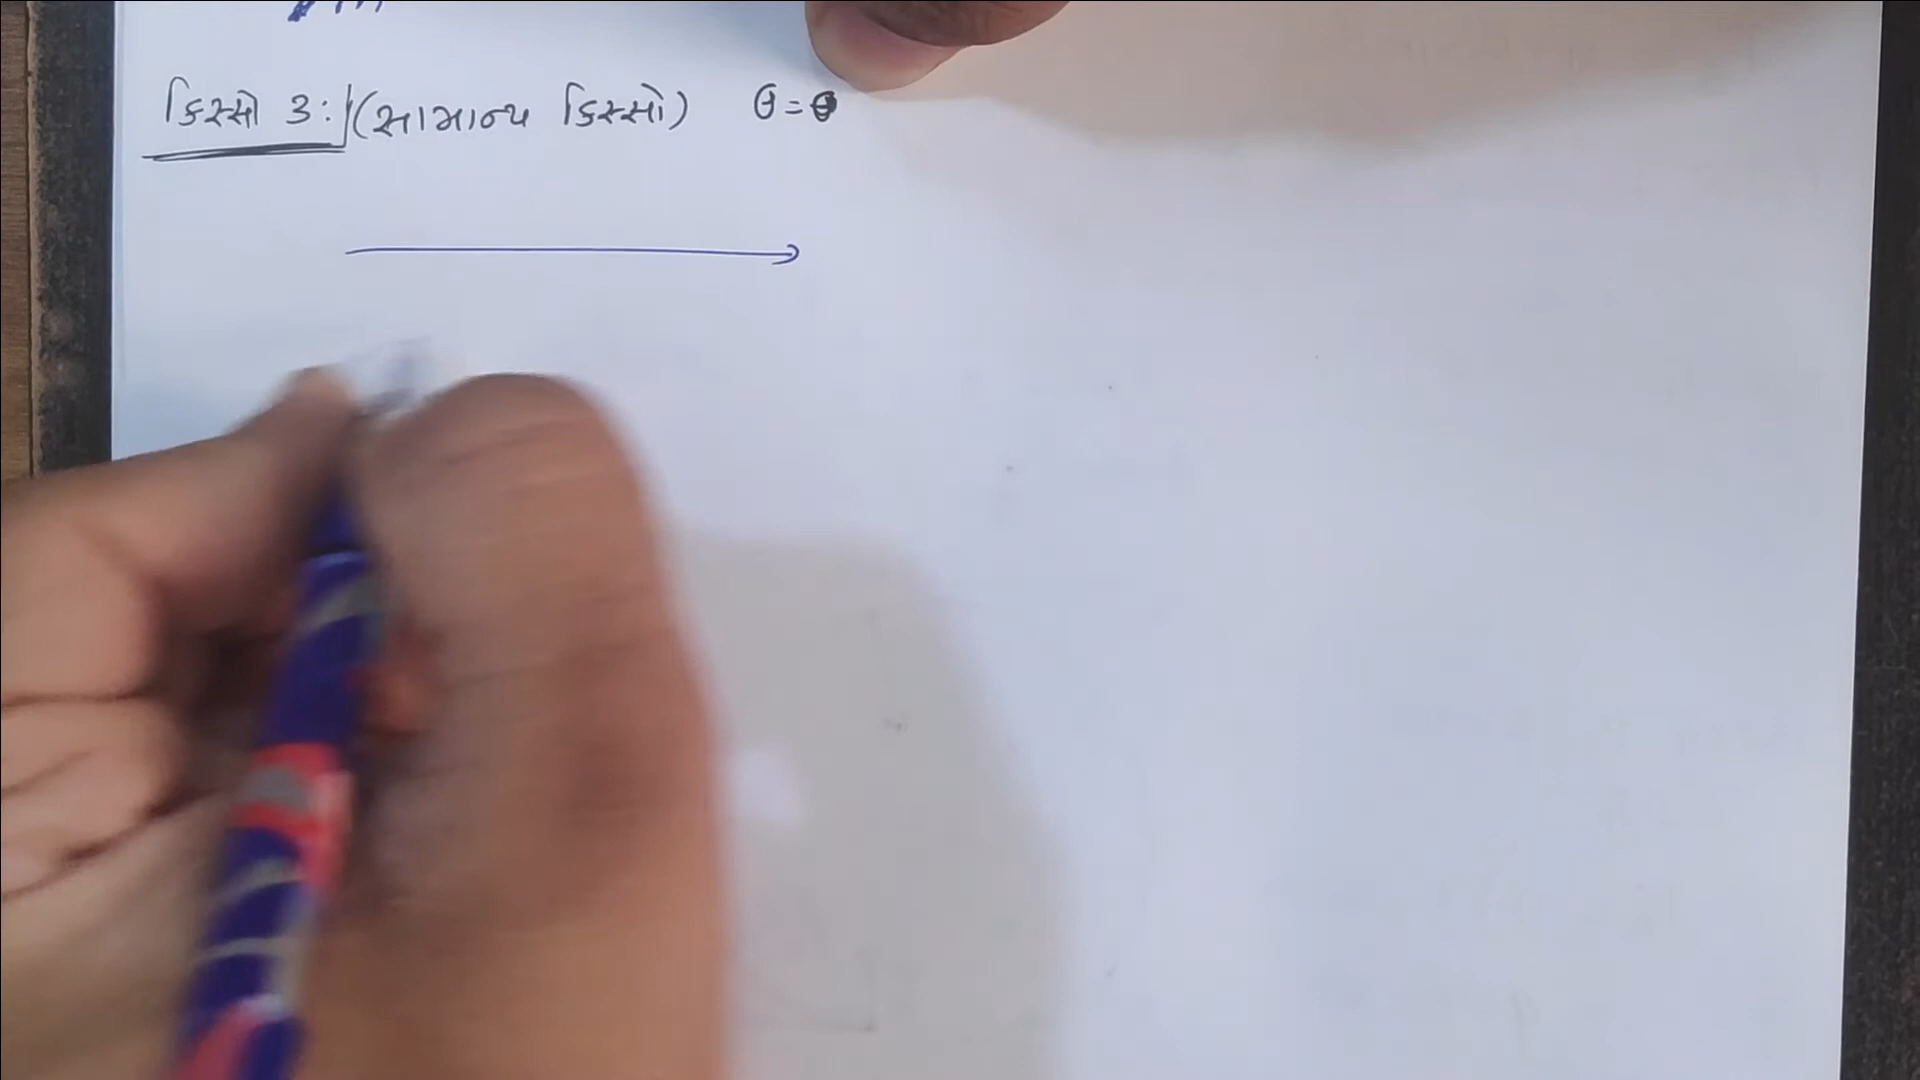 કિસ્સો 3: (સામાન્ય કિસ્સો) θ = θ